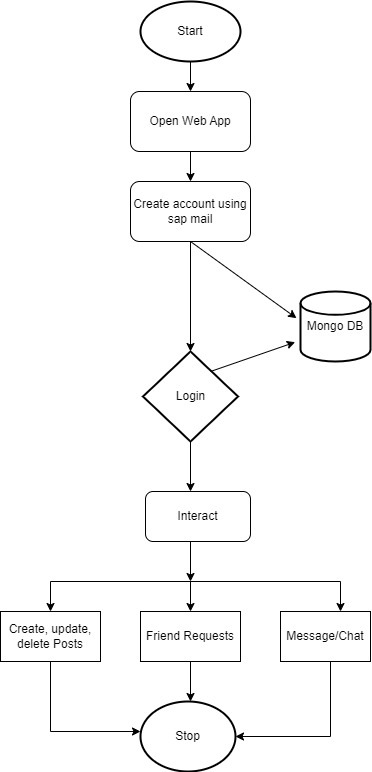 Start
Open Web App
Create account using
sap mail
Mongo DB
Login
Interact
Create, update,
delete Posts
Friend Requests
Message/Chat
Stop